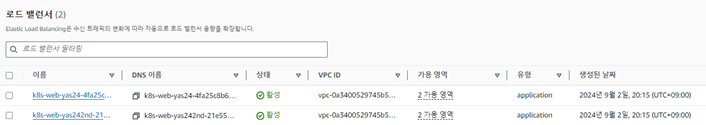 로드 밸런서 (2)
Elastic Load Balancing은 수신 트래픽의 변화에 따라 자동으로 로드 밸런서 용량을 확장합니다.
로드 밸런서 필터링
이름 DNS 이름 상태 VPC ID 가용 영역 유형 생성된 날짜
k8s-web-yas24-4fa25c... k8s-web-yas24-4fa25c8b6... 활성 vpc-0a3400529745b5... 2 가용 영역 application 2024년 9월 2일, 20:15 (UTC+09:00)
k8s-web-yas242nd-21... k8s-web-yas242nd-21e55... 활성 vpc-0a3400529745b5... 2 가용 영역 application 2024년 9월 2일, 20:15 (UTC+09:00)